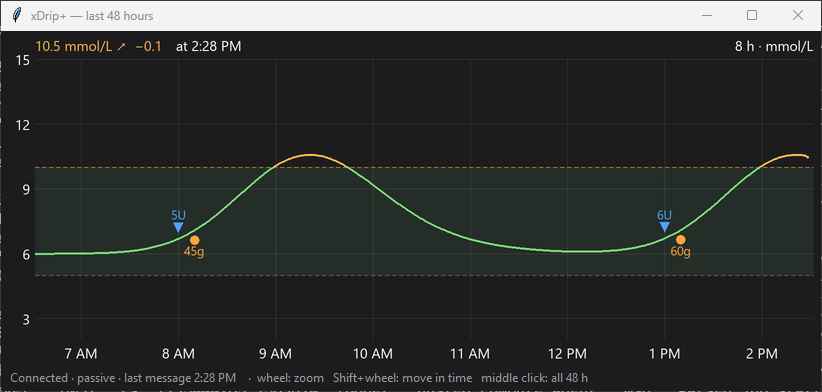 xDrip+ — last 48 hours
10.5 mmol/L ↗ −0.1 at 2:28 PM 8 h · mmol/L
15
12
9
6
3
5U
45g
6U
60g
7 AM 8 AM 9 AM 10 AM 11 AM 12 PM 1 PM 2 PM
Connected · passive · last message 2:28 PM · wheel: zoom Shift+wheel: move in time middle click: all 48 h